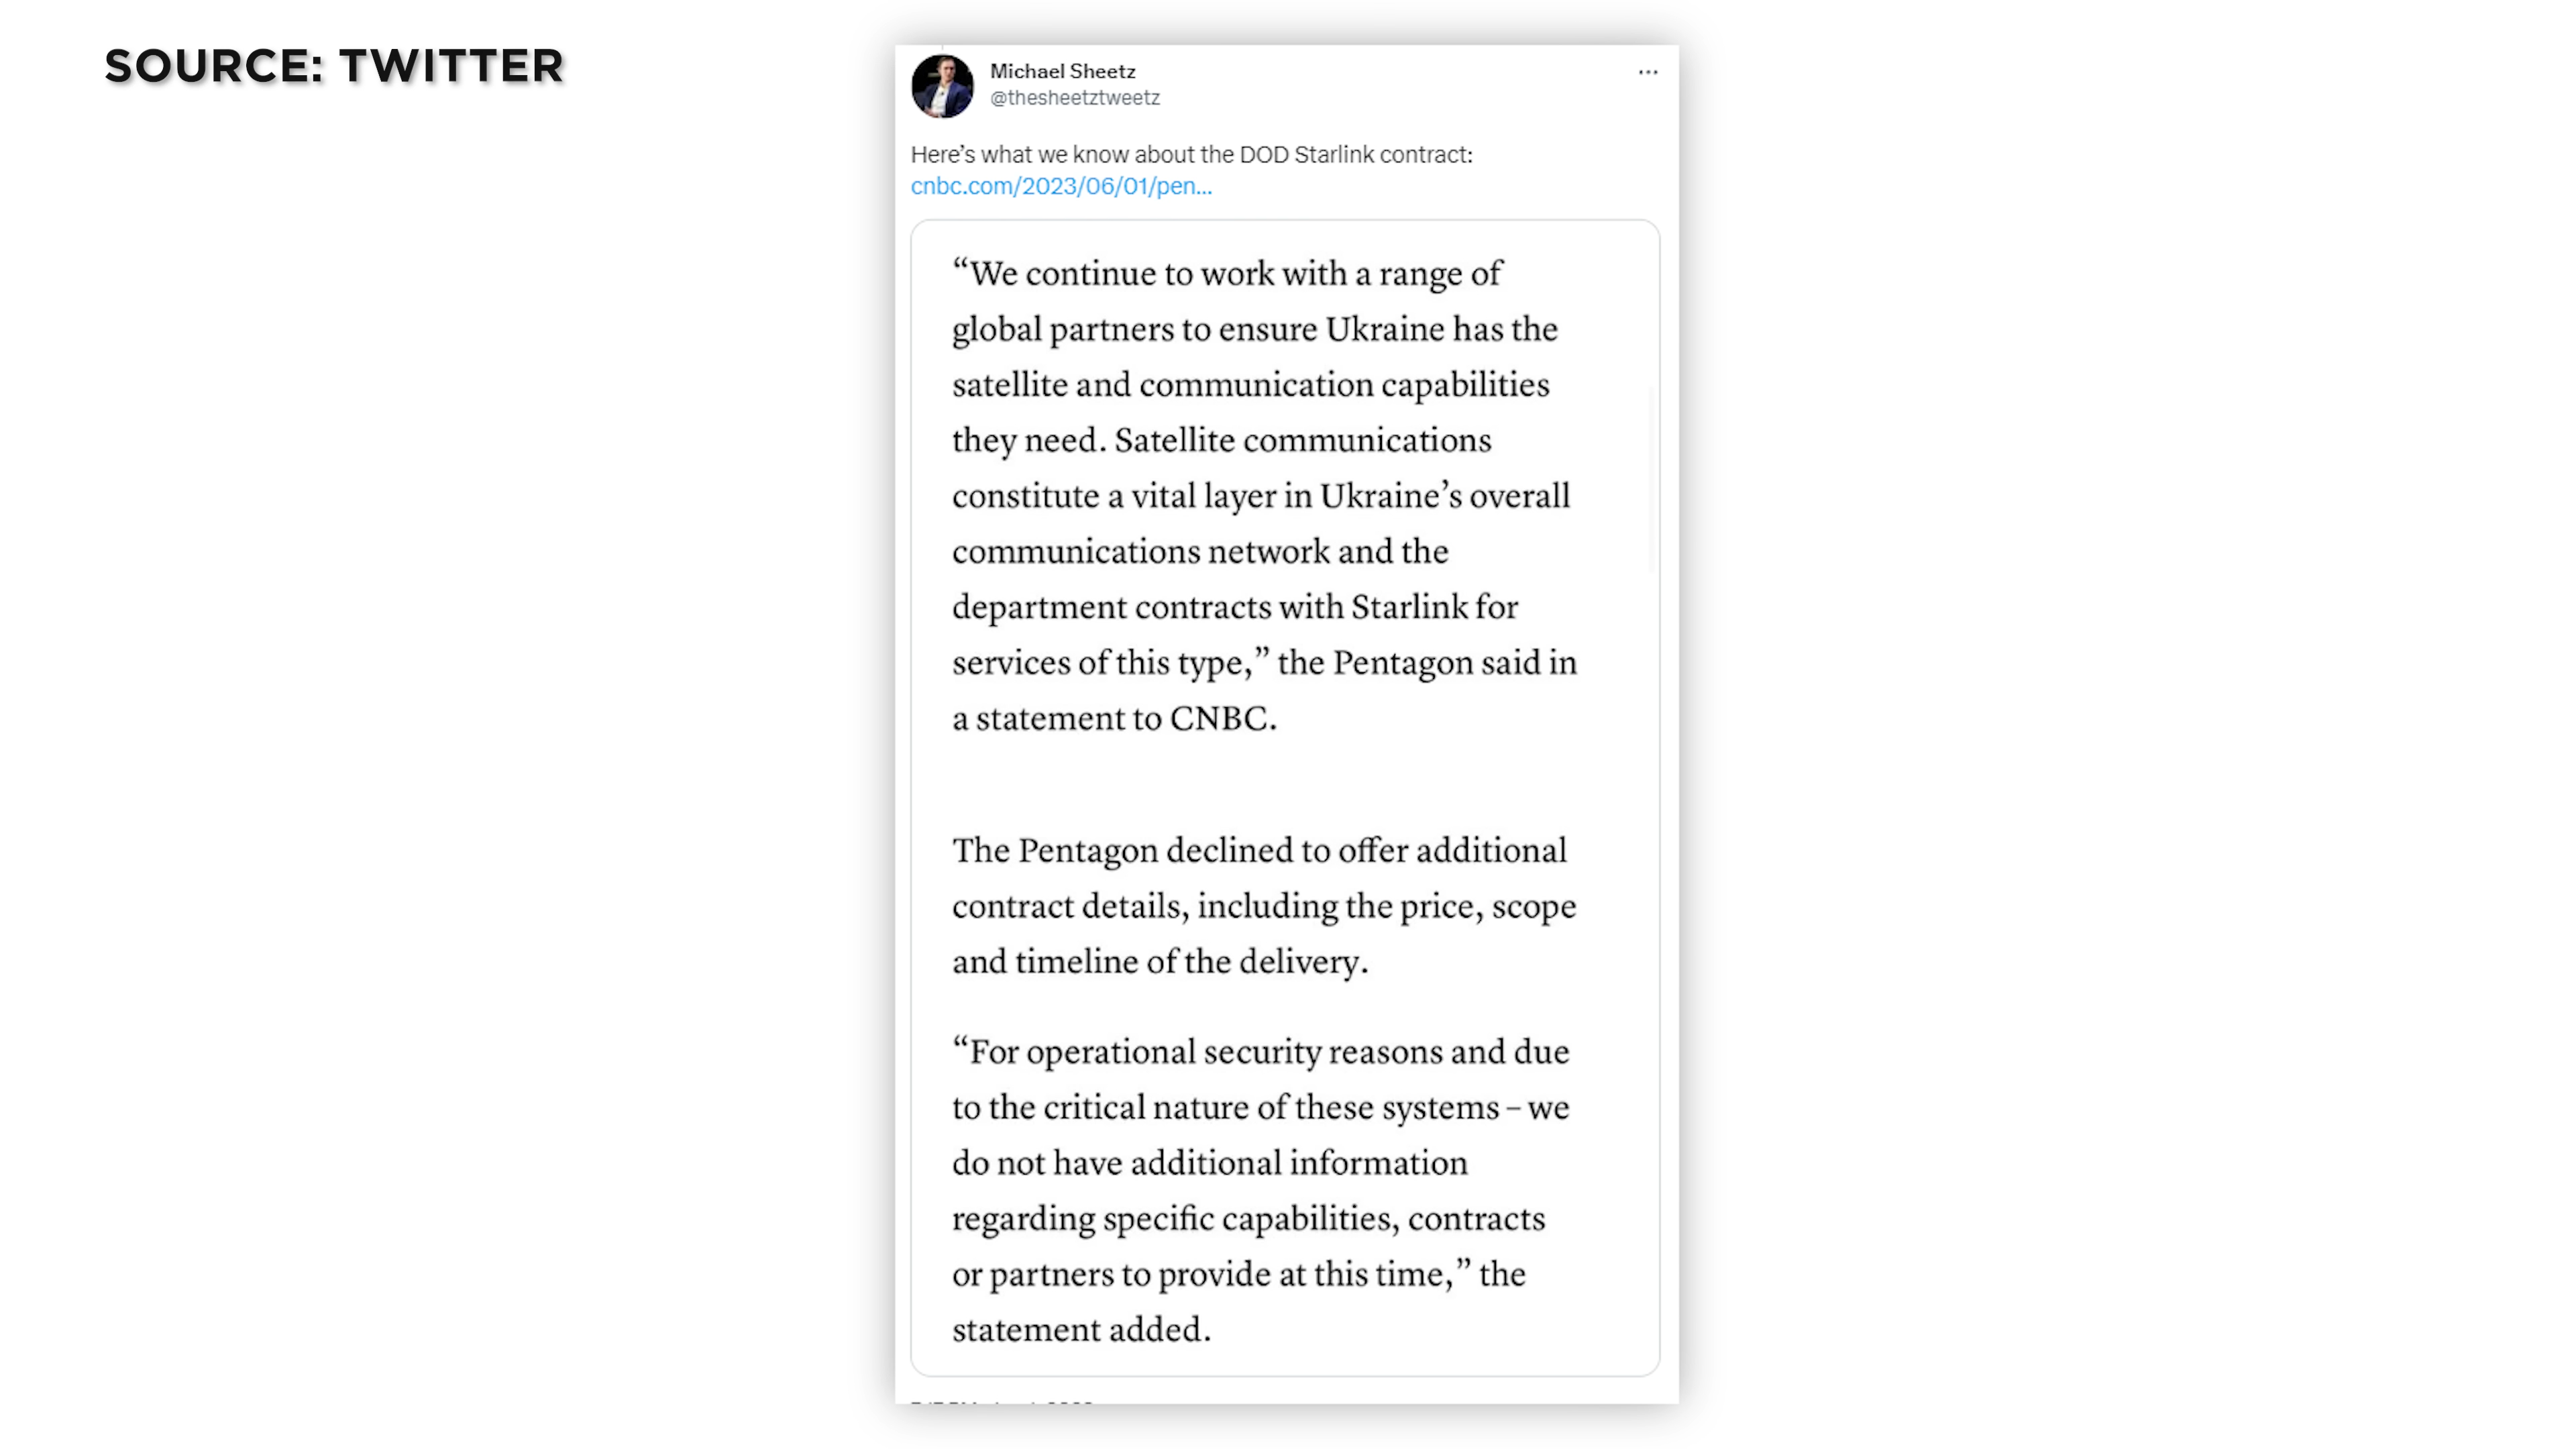 SOURCE: TWITTER
Michael Sheetz
@thesheetztweetz
Here’s what we know about the DOD Starlink contract:
cnbc.com/2023/06/01/pen...
“We continue to work with a range of
global partners to ensure Ukraine has the
satellite and communication capabilities
they need. Satellite communications
constitute a vital layer in Ukraine’s overall
communications network and the
department contracts with Starlink for
services of this type,” the Pentagon said in
a statement to CNBC.
The Pentagon declined to offer additional
contract details, including the price, scope
and timeline of the delivery.
“For operational security reasons and due
to the critical nature of these systems – we
do not have additional information
regarding specific capabilities, contracts
or partners to provide at this time,” the
statement added.